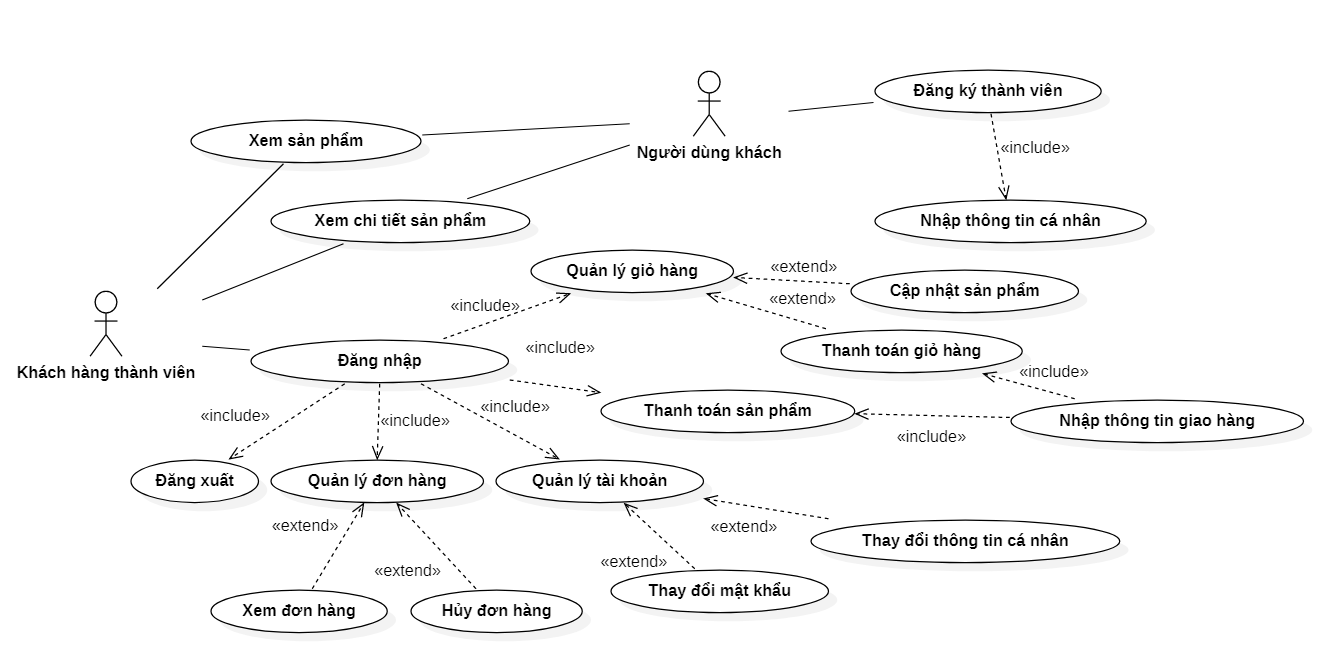 Đăng ký thành viên
Xem sản phẩm
Người dùng khách
«include»
Xem chi tiết sản phẩm
Nhập thông tin cá nhân
Quản lý giỏ hàng
«extend»
Cập nhật sản phẩm
«include»
«extend»
Khách hàng thành viên
Đăng nhập
«include»
Thanh toán giỏ hàng
«include»
«include»
«include»
«include»
Thanh toán sản phẩm
Nhập thông tin giao hàng
«include»
Đăng xuất
Quản lý đơn hàng
Quản lý tài khoản
«extend»
«extend»
Thay đổi thông tin cá nhân
«extend»
«extend»
Thay đổi mật khẩu
Xem đơn hàng
Hủy đơn hàng